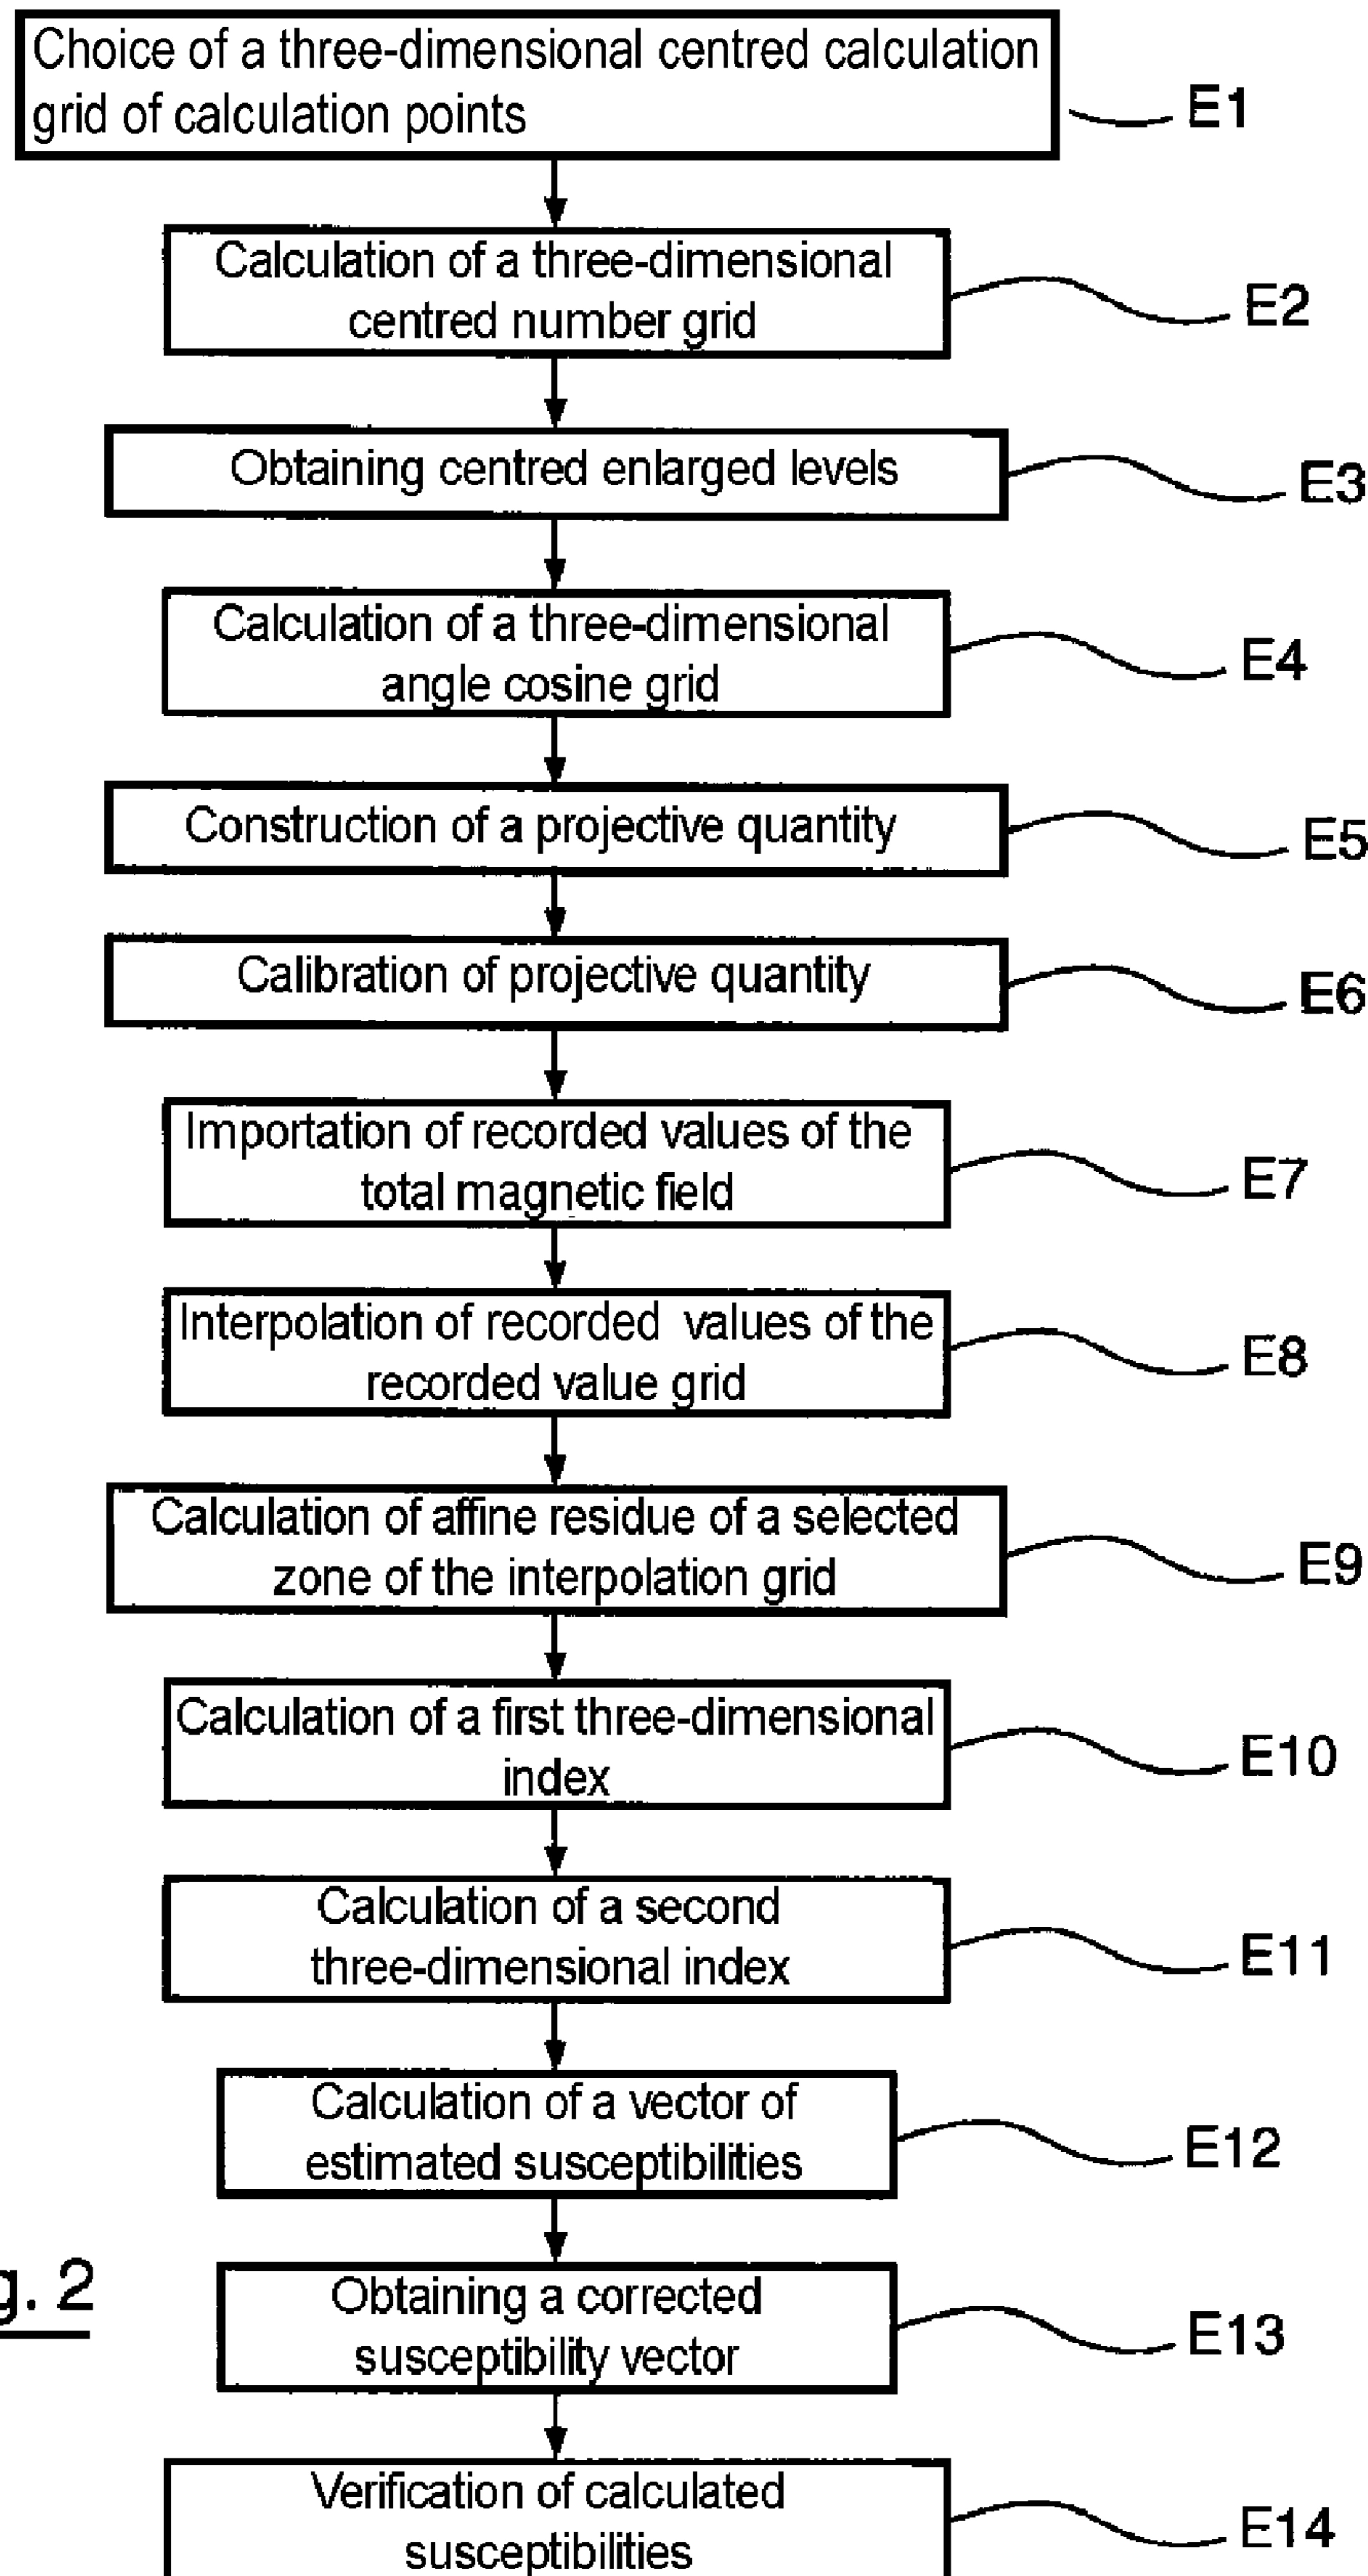 Choice of a three-dimensional centred calculation
grid of calculation points
E1
Calculation of a three-dimensional
centred number grid
E2
Obtaining centred enlarged levels
E3
Calculation of a three-dimensional
angle cosine grid
E4
Construction of a projective quantity
E5
Calibration of projective quantity
E6
Importation of recorded values of the
total magnetic field
E7
Interpolation of recorded values of the
recorded value grid
E8
Calculation of affine residue of a selected
zone of the interpolation grid
E9
Calculation of a first three-dimensional
index
E10
Calculation of a second
three-dimensional index
E11
Calculation of a vector of
estimated susceptibilities
E12
g. 2
Obtaining a corrected
susceptibility vector
E13
Verification of calculated
susceptibilities
E14